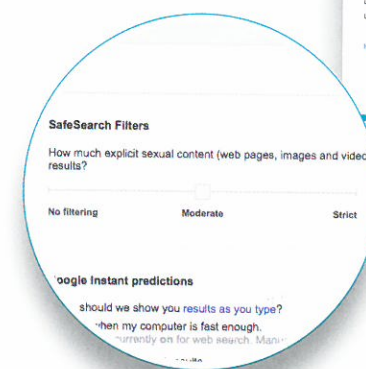 SafeSearch Filters
How much explicit sexual content (web pages, images and video
results?
No filtering Moderate Strict
oogle Instant predictions
should we show you results as you type?
hen my computer is fast enough.
currently on for web search. Manu